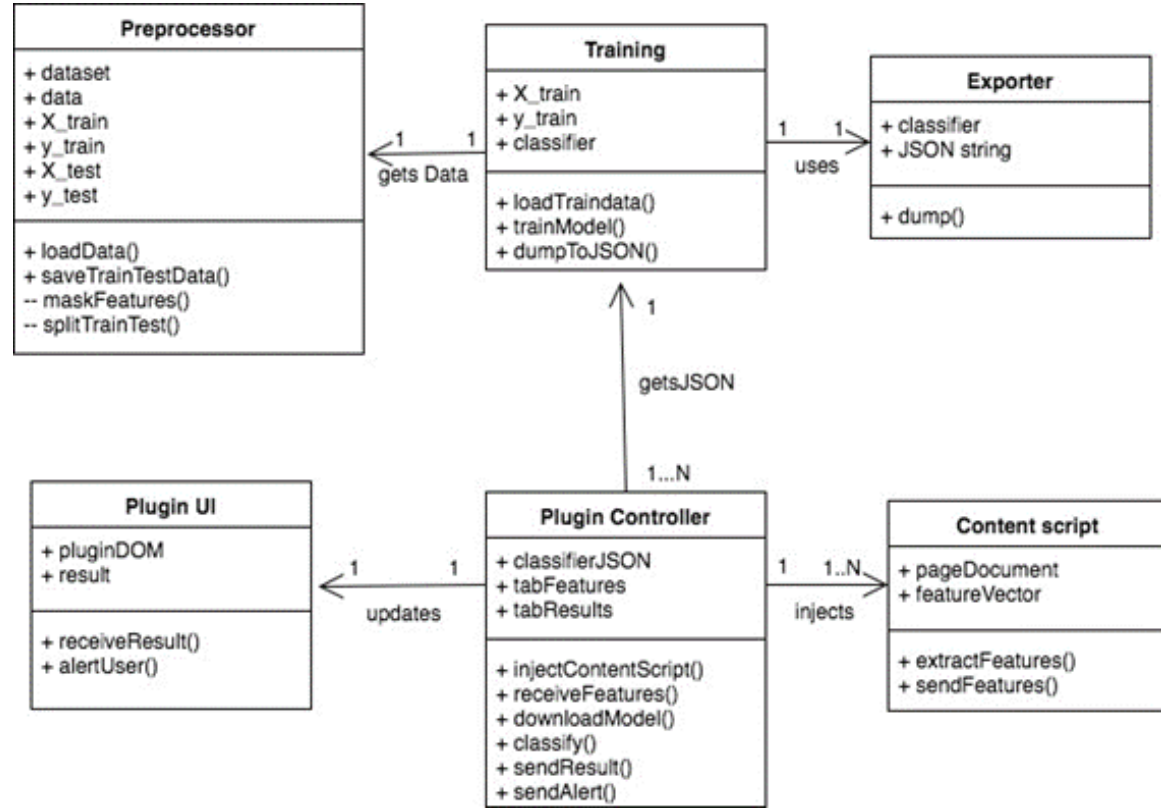 Preprocessor
+ dataset
+ data
+ X_train
+ y_train
+ X_test
+ y_test
+ loadData()
+ saveTrainTestData()
-- maskFeatures()
-- splitTrainTest()
1
1
gets Data
Training
+ X_train
+ y_train
+ classifier
+ loadTraindata()
+ trainModel()
+ dumpToJSON()
1
1
uses
Exporter
+ classifier
+ JSON string
+ dump()
1
getsJSON
1...N
Plugin UI
+ pluginDOM
+ result
+ receiveResult()
+ alertUser()
1
1
updates
Plugin Controller
+ classifierJSON
+ tabFeatures
+ tabResults
+ injectContentScript()
+ receiveFeatures()
+ downloadModel()
+ classify()
+ sendResult()
+ sendAlert()
1
1..N
injects
Content script
+ pageDocument
+ featureVector
+ extractFeatures()
+ sendFeatures()